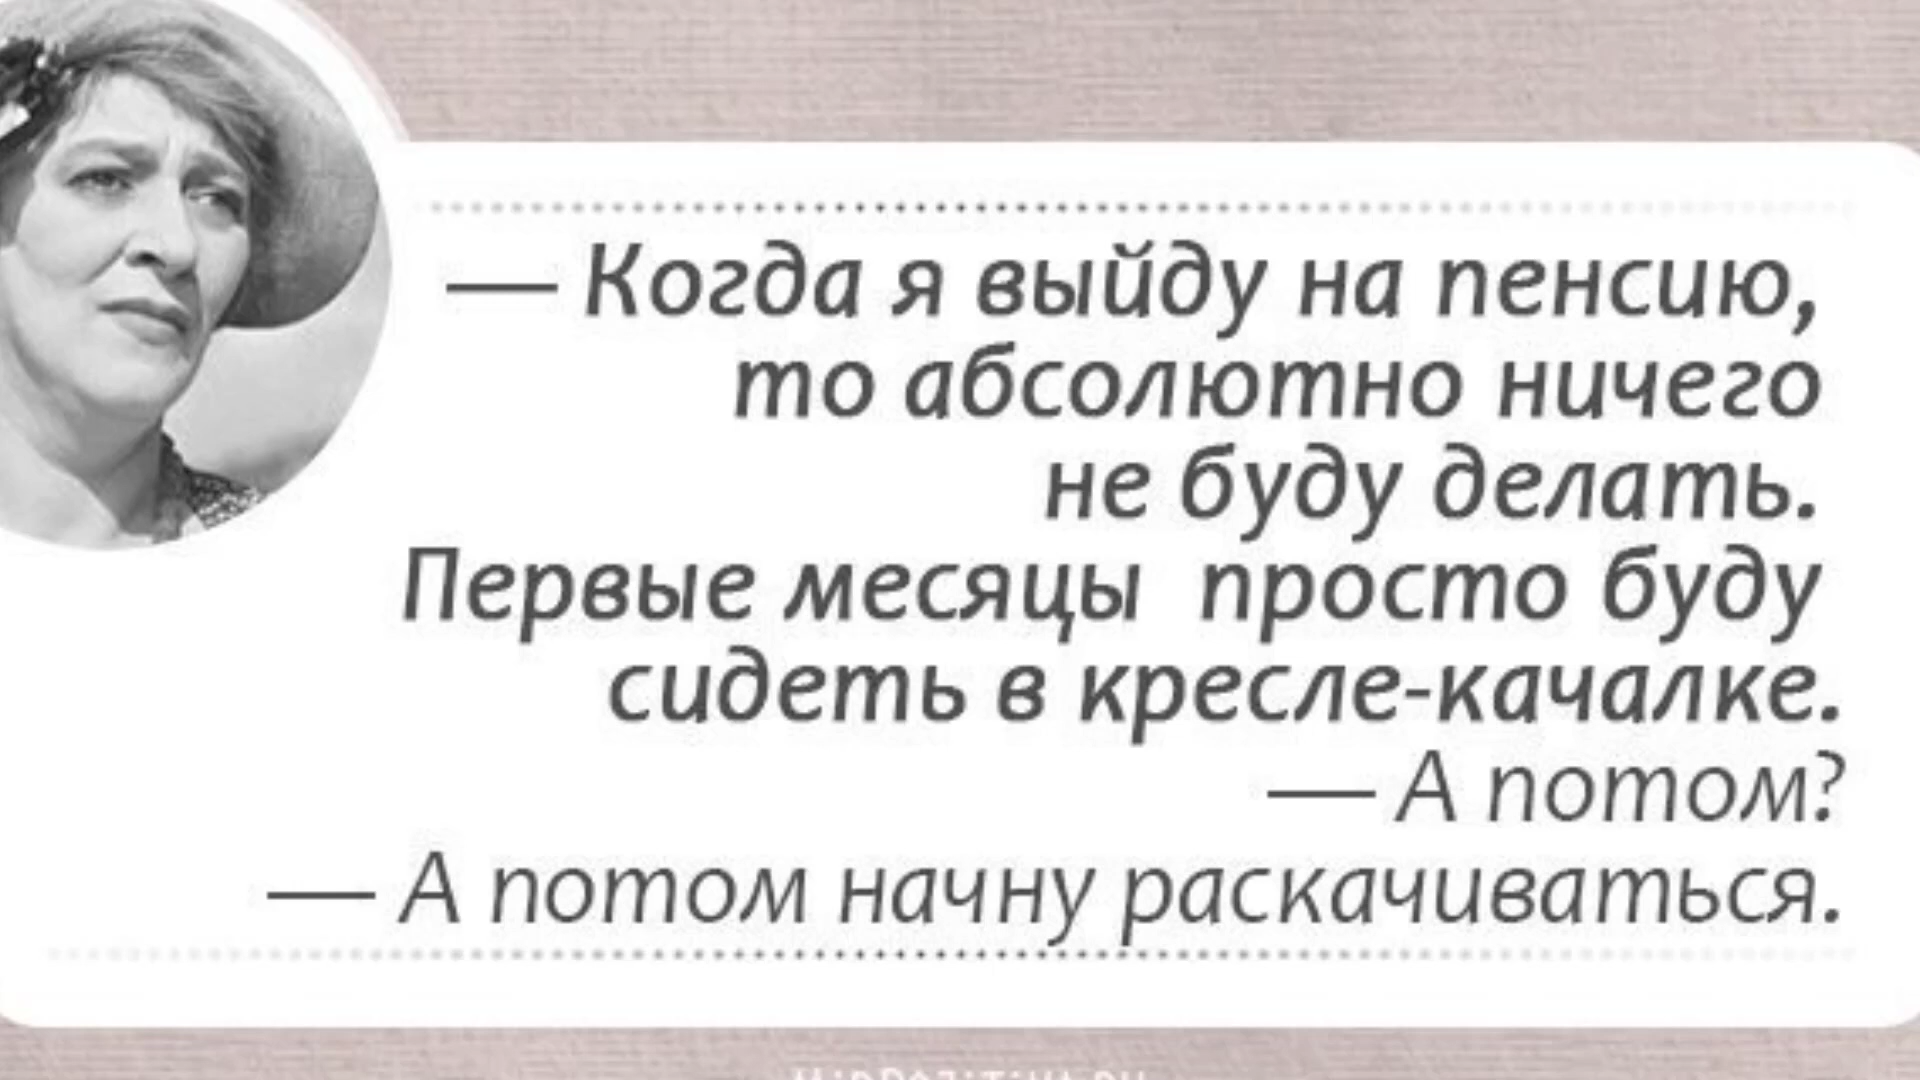 — Когда я выйду на пенсию,
то абсолютно ничего
не буду делать.
Первые месяцы просто буду
сидеть в кресле-качалке.
— А потом?
— А потом начну раскачиваться.